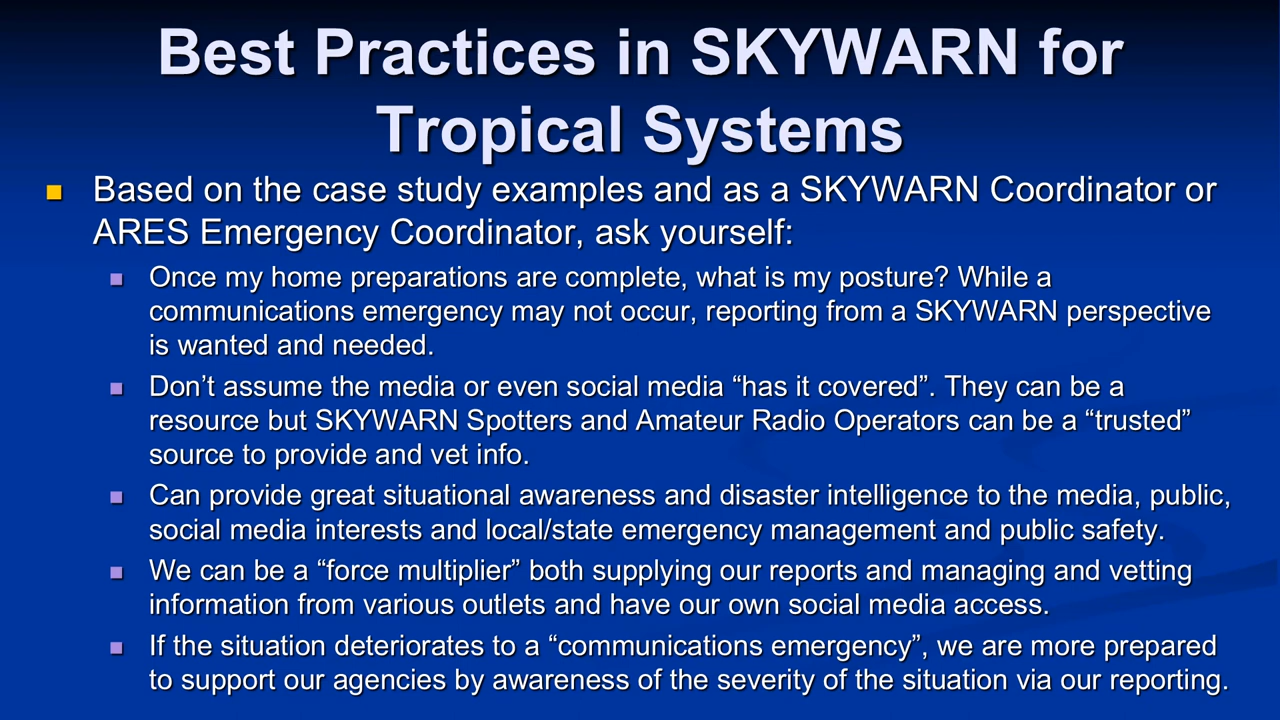 Best Practices in SKYWARN for
Tropical Systems
Based on the case study examples and as a SKYWARN Coordinator or
ARES Emergency Coordinator, ask yourself:
Once my home preparations are complete, what is my posture? While a
communications emergency may not occur, reporting from a SKYWARN perspective
is wanted and needed.
Don’t assume the media or even social media “has it covered”. They can be a
resource but SKYWARN Spotters and Amateur Radio Operators can be a “trusted”
source to provide and vet info.
Can provide great situational awareness and disaster intelligence to the media, public,
social media interests and local/state emergency management and public safety.
We can be a “force multiplier” both supplying our reports and managing and vetting
information from various outlets and have our own social media access.
If the situation deteriorates to a “communications emergency”, we are more prepared
to support our agencies by awareness of the severity of the situation via our reporting.